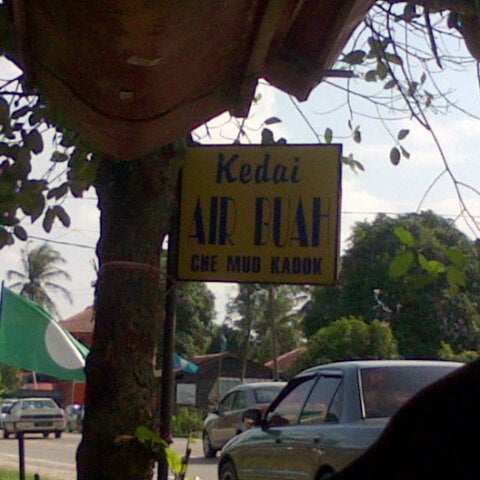 Kedai
AIR BUAH
CHE MUD KADOK